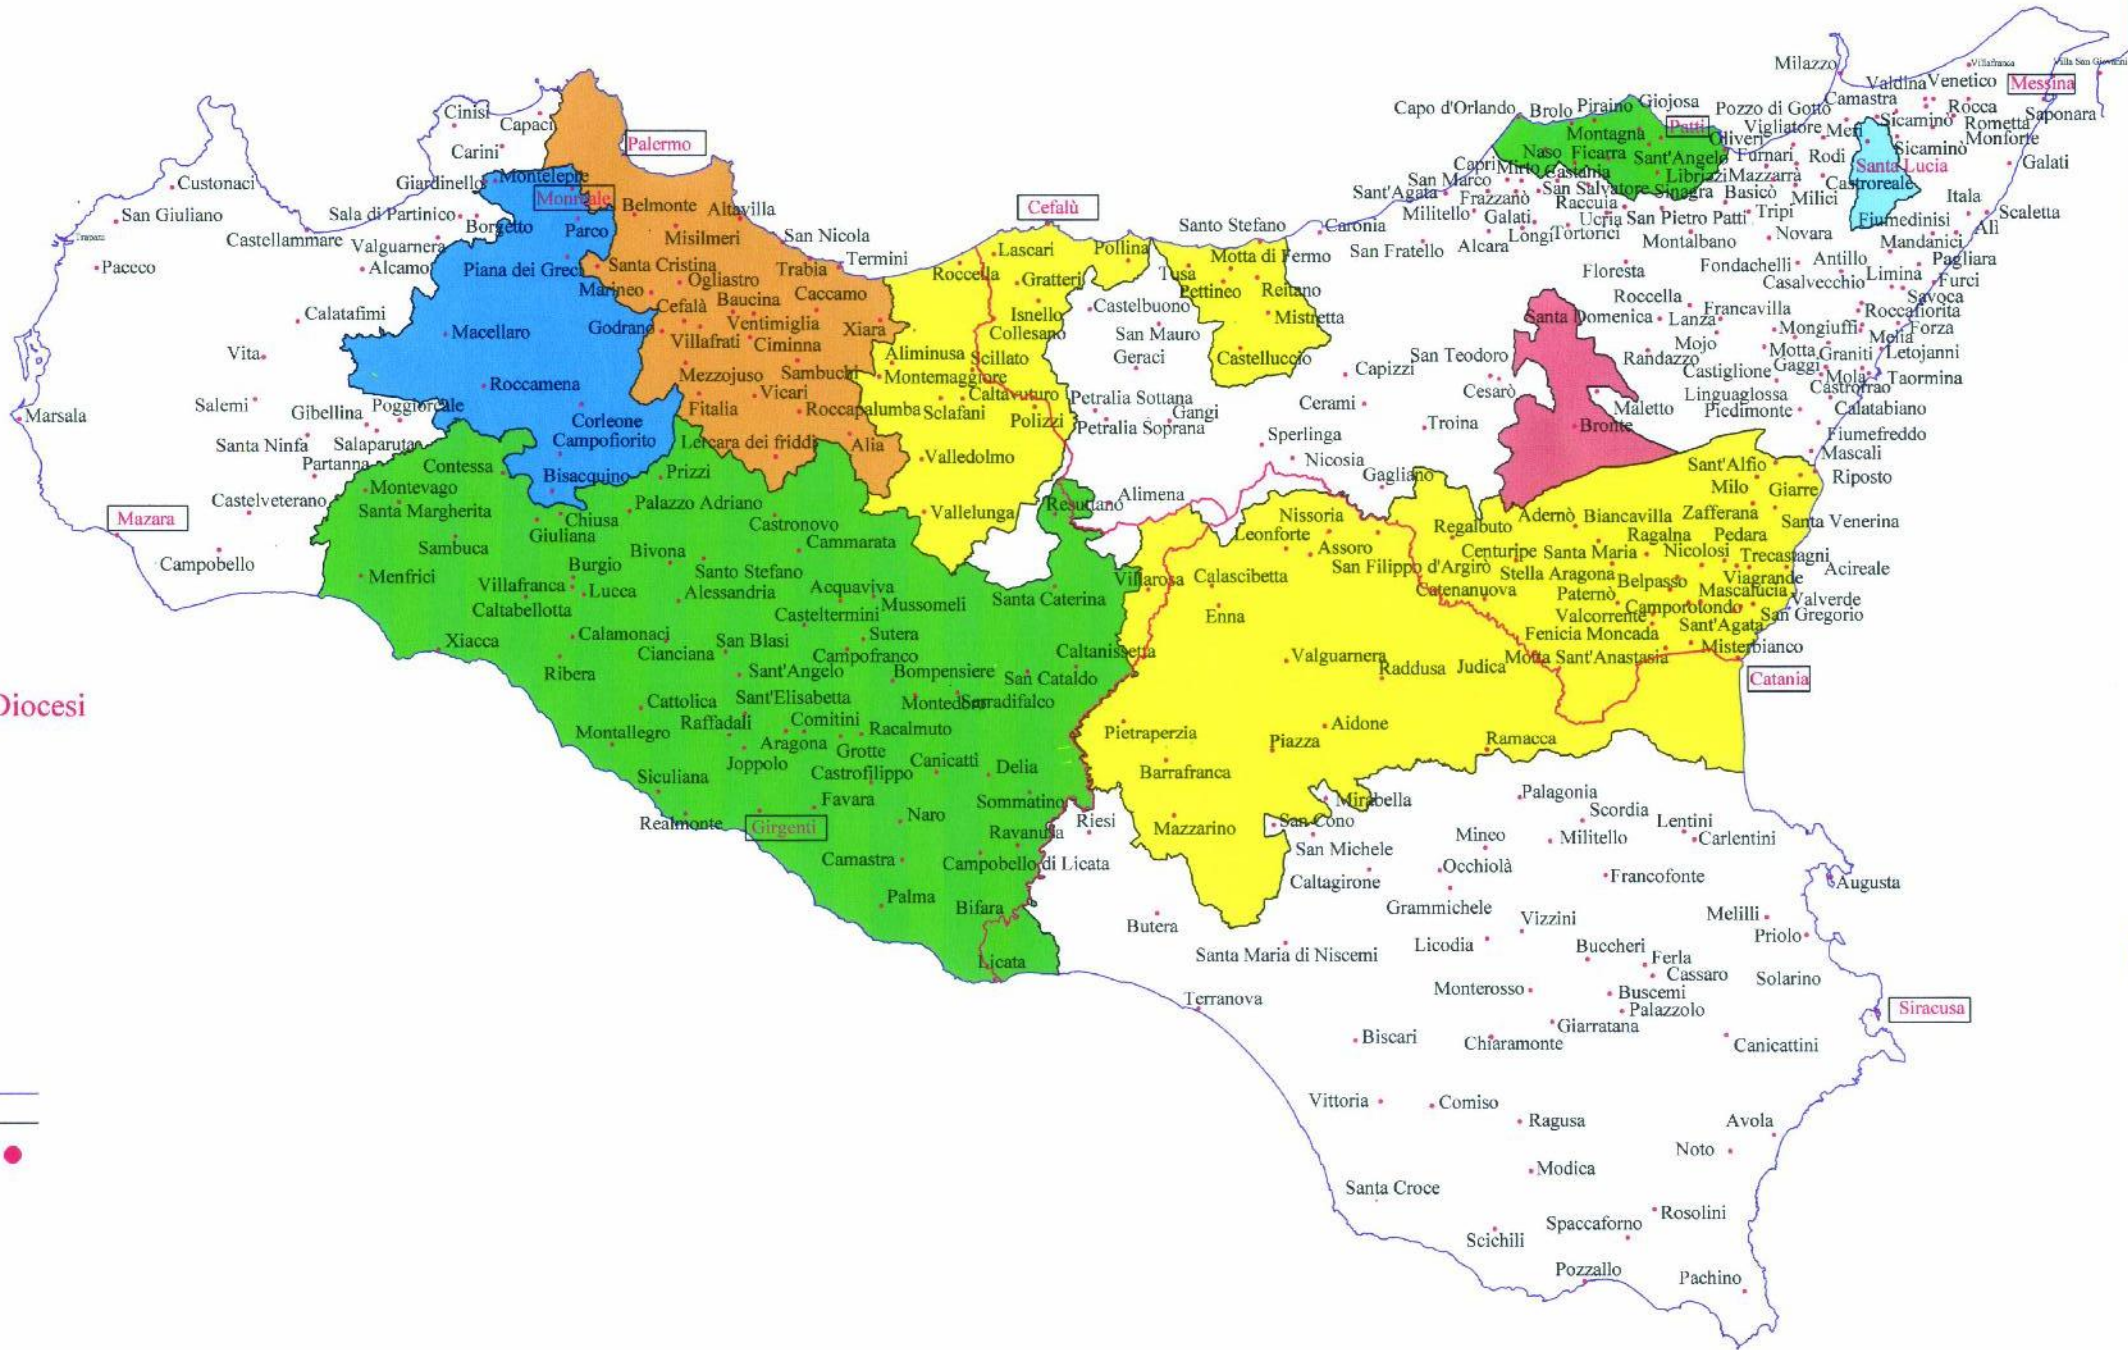 Milazzo
Villafranca
Messina
Valdina
Venetico
Cinisi
Capaci
Carini
Palermo
Capo d'Orlando
Brolo
Piraino
Giojosa
Pozzo di Gotto
Camastra
Rocca
Saponara
Sicaminò
Rometta
Monforte
Montagna
Patti
Oliveri
Vigliatore
Meri
Sicaminò
Galati
Naso
Ficarra
Sant'Angelo
Furnari
Rodi
Santa Lucia
Custonaci
Giardinello
Montelepre
Monreale
Capri
Mirto
Castania
Librizzi
Mazzarra
San Marco
Castroreale
Sant'Agata
Frazzanò
San Salvatore
Sinagra
Basicò
Milici
Itala
San Giuliano
Sala di Partinico
Borgetto
Parco
Belmonte
Altavilla
Cefalù
Militello
Galati
Raccuia
Ucria
San Pietro Patti
Tripi
Fiumedinisi
Scaletta
Trapani
Castellammare
Valguarnera
Misilmeri
San Nicola
Santo Stefano
Caronia
Alcara
Longi
Tortorici
Montalbano
Novara
Mandanici
Alì
Paceco
Alcamo
Piana dei Greci
Santa Cristina
Trabia
Termini
Lascari
Pollina
Motta di Fermo
San Fratello
Floresta
Fondachelli
Antillo
Pagliara
Marineo
Ogliastro
Roccella
Gratteri
Tusa
Pettineo
Reitano
Casalvecchio
Limina
Furci
Calatafimi
Cefalà
Baucina
Caccamo
Isnello
Castelbuono
Mistretta
Roccella
Francavilla
Savoca
Roccafiorita
Macellaro
Godrano
Ventimiglia
Xiara
Collesano
San Mauro
Santa Domenica
Lanza
Mojo
Mongiuffi
Melia
Forza
Vita
Villafrati
Ciminna
Aliminusa
Scillato
Geraci
Castelluccio
San Teodoro
Randazzo
Motta
Graniti
Letojanni
Roccamena
Mezzojuso
Sambuchi
Montemaggiore
Capizzi
Castiglione
Gaggi
Mola
Taormina
Vicari
Cesarò
Linguaglossa
Castrorrao
Salemi
Gibellina
Poggioreale
Fitalia
Roccapalumba
Sclafani
Caltavuturo
Petralia Sottana
Gangi
Cerami
Maletto
Piedimonte
Calatabiano
Marsala
Corleone
Polizzi
Petralia Soprana
Troina
Bronte
Santa Ninfa
Salaparuta
Campofiorito
Lercara dei friddi
Alia
Sperlinga
Fiumefreddo
Partanna
Contessa
Bisacquino
Prizzi
Valledolmo
Nicosia
Mascali
Castelveterano
Montevago
Gagliano
Sant'Alfio
Riposto
Santa Margherita
Palazzo Adriano
Vallelunga
Resuttano
Alimena
Milo
Giarre
Mazara
Chiusa
Castronovo
Nissoria
Regalbuto
Adernò
Biancavilla
Zafferana
Santa Venerina
Giuliana
Leonforte
Ragalna
Pedara
Sambuca
Bivona
Cammarata
Assoro
Centuripe
Santa Maria
Nicolosi
Trecastagni
Campobello
Menfrici
Burgio
Santo Stefano
Villarosa
Calascibetta
San Filippo d'Argirò
Stella Aragona
Belpasso
Viagrande
Acireale
Villafranca
Lucca
Alessandria
Acquaviva
Mussomeli
Santa Caterina
Catenanuova
Paternò
Mascalucia
Valverde
Caltabellotta
Casteltermini
Enna
Valcorrente
Camporotondo
San Gregorio
Xiacca
Calamonaci
San Blasi
Sutera
Fenicia Moncada
Sant'Agata
Cianciana
Campofranco
Caltanissetta
Valguarnera
Motta Sant'Anastasia
Misterbianco
Ribera
Sant'Angelo
Bompensiere
San Cataldo
Raddusa
Judica
Catania
Diocesi
Cattolica
Sant'Elisabetta
Montedoro
Serradifalco
Montallegro
Raffadali
Comitini
Racalmuto
Pietraperzia
Aidone
Joppolo
Aragona
Grotte
Piazza
Ramacca
Siculiana
Castrofilippo
Canicatti
Delia
Barrafranca
Favara
Sommatino
Mirabella
Palagonia
Realmonte
Girgenti
Naro
Ravanusa
Riesi
Mazzarino
San Cono
Scordia
Lentini
Camastra
Campobello di Licata
San Michele
Mineo
Militello
Carlentini
Palma
Bifara
Caltagirone
Occhiolà
Francofonte
Augusta
Butera
Grammichele
Vizzini
Melilli
Licata
Santa Maria di Niscemi
Licodia
Buccheri
Ferla
Priolo
Cassaro
Solarino
Terranova
Monterosso
Buscemi
Palazzolo
Siracusa
Biscari
Chiaramonte
Giarratana
Canicattini
Vittoria
Comiso
Ragusa
Avola
Noto
Modica
Santa Croce
Spaccaforno
Rosolini
Scichili
Pozzallo
Pachino